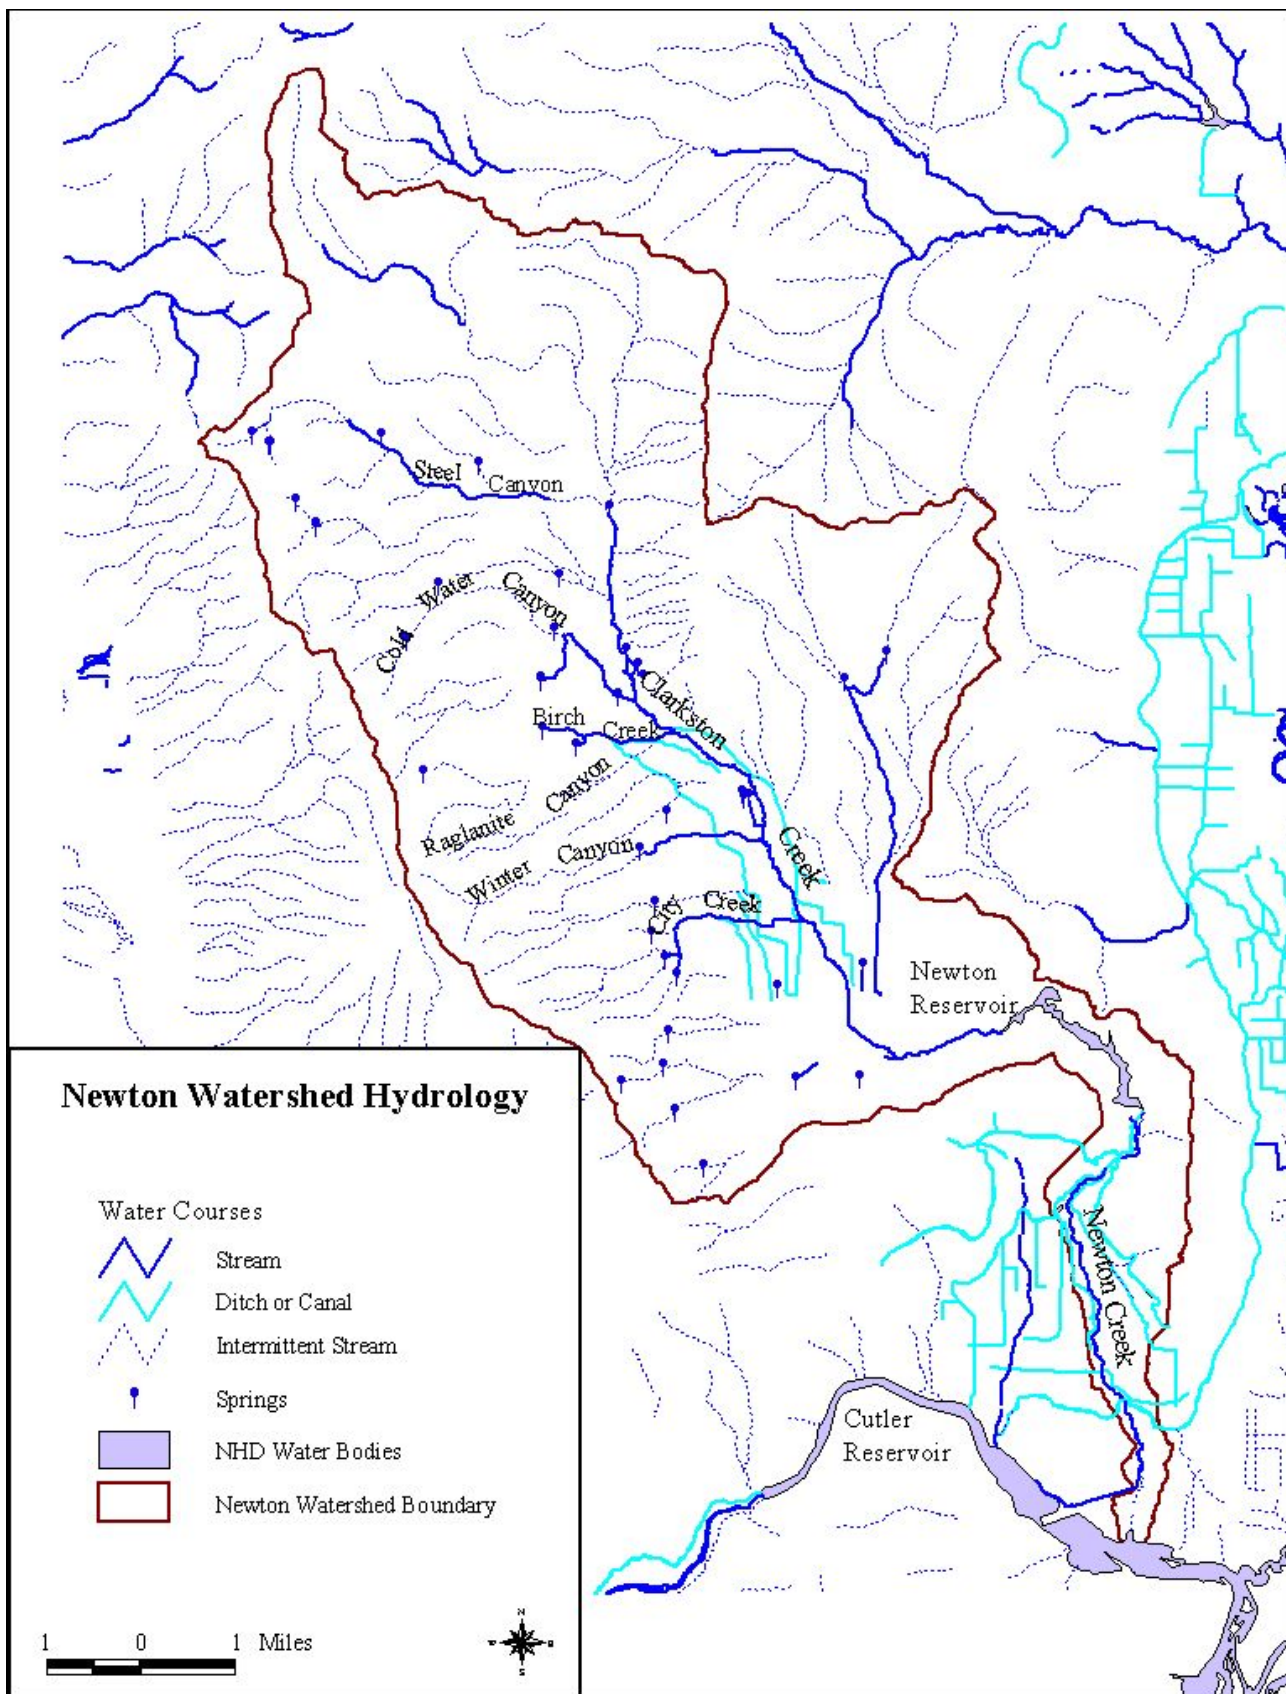 Steel
Canyon
Cold Water Canyon
Clarkston Creek
Birch Creek
Raglanite Canyon
Winter Canyon
City Creek
Newton
Reservoir
Newton Creek
Cutler
Reservoir
Newton Watershed Hydrology
Water Courses
Stream
Ditch or Canal
Intermittent Stream
Springs
NHD Water Bodies
Newton Watershed Boundary
1 0 1 Miles
N
W E
S